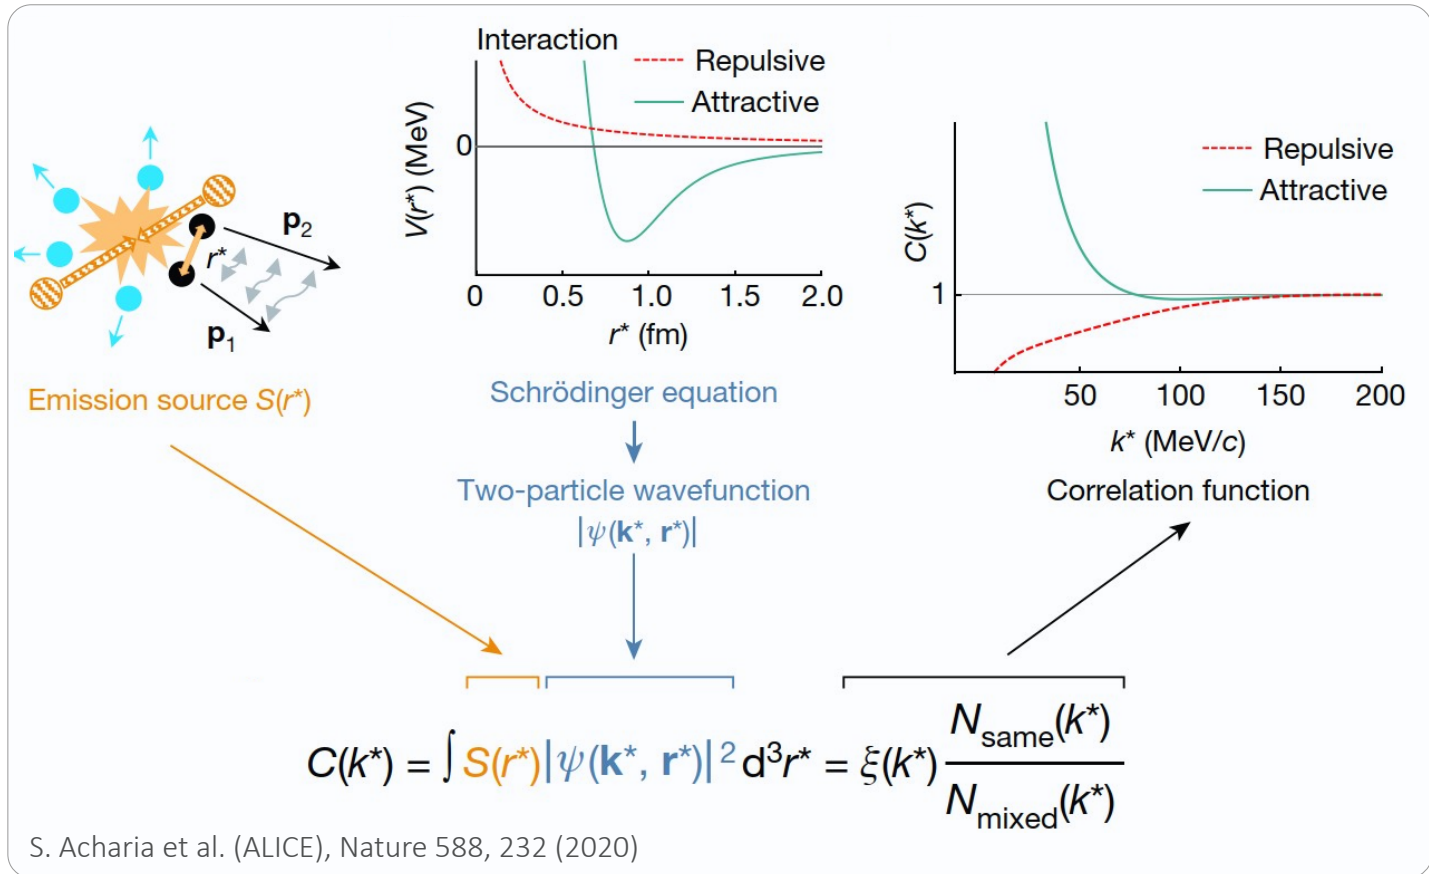 Interaction
Repulsive
Attractive
V(r*) (MeV)
0
0 0.5 1.0 1.5 2.0
r* (fm)
p₂
r*
p₁
Emission source S(r*)
Schrödinger equation
Two-particle wavefunction
|ψ(k*, r*)|
Repulsive
Attractive
C(k*)
1
50 100 150 200
k* (MeV/c)
Correlation function
C(k*) = ∫ S(r*)|ψ(k*, r*)|² d³r* = ξ(k*) N_same(k*) / N_mixed(k*)
S. Acharia et al. (ALICE), Nature 588, 232 (2020)